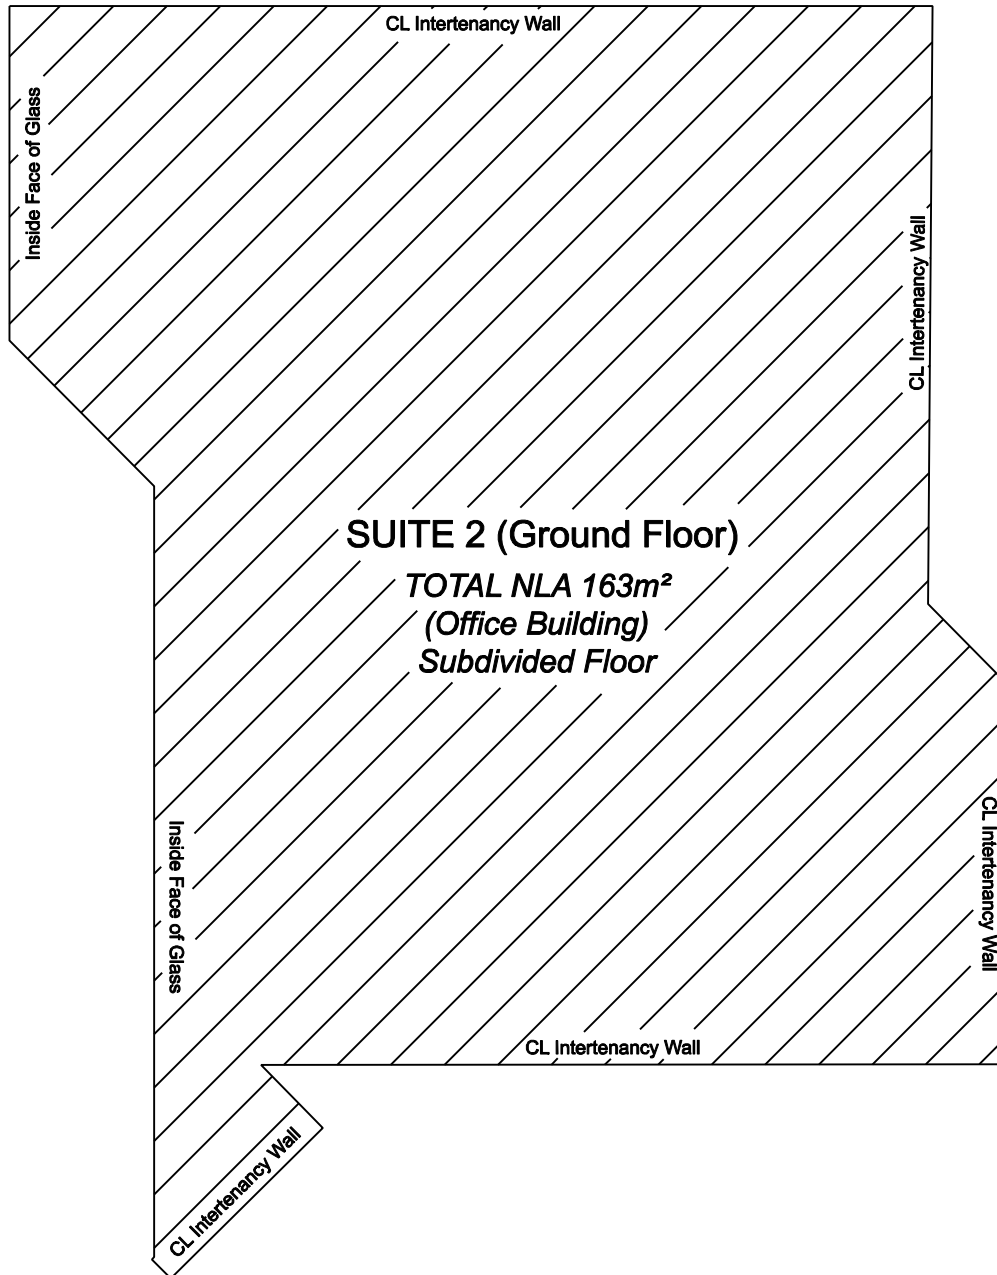 CL Intertenancy Wall
Inside Face of Glass
CL Intertenancy Wall
SUITE 2 (Ground Floor)
TOTAL NLA 163m²
(Office Building)
Subdivided Floor
Inside Face of Glass
CL Intertenancy Wall
CL Intertenancy Wall
CL Intertenancy Wall